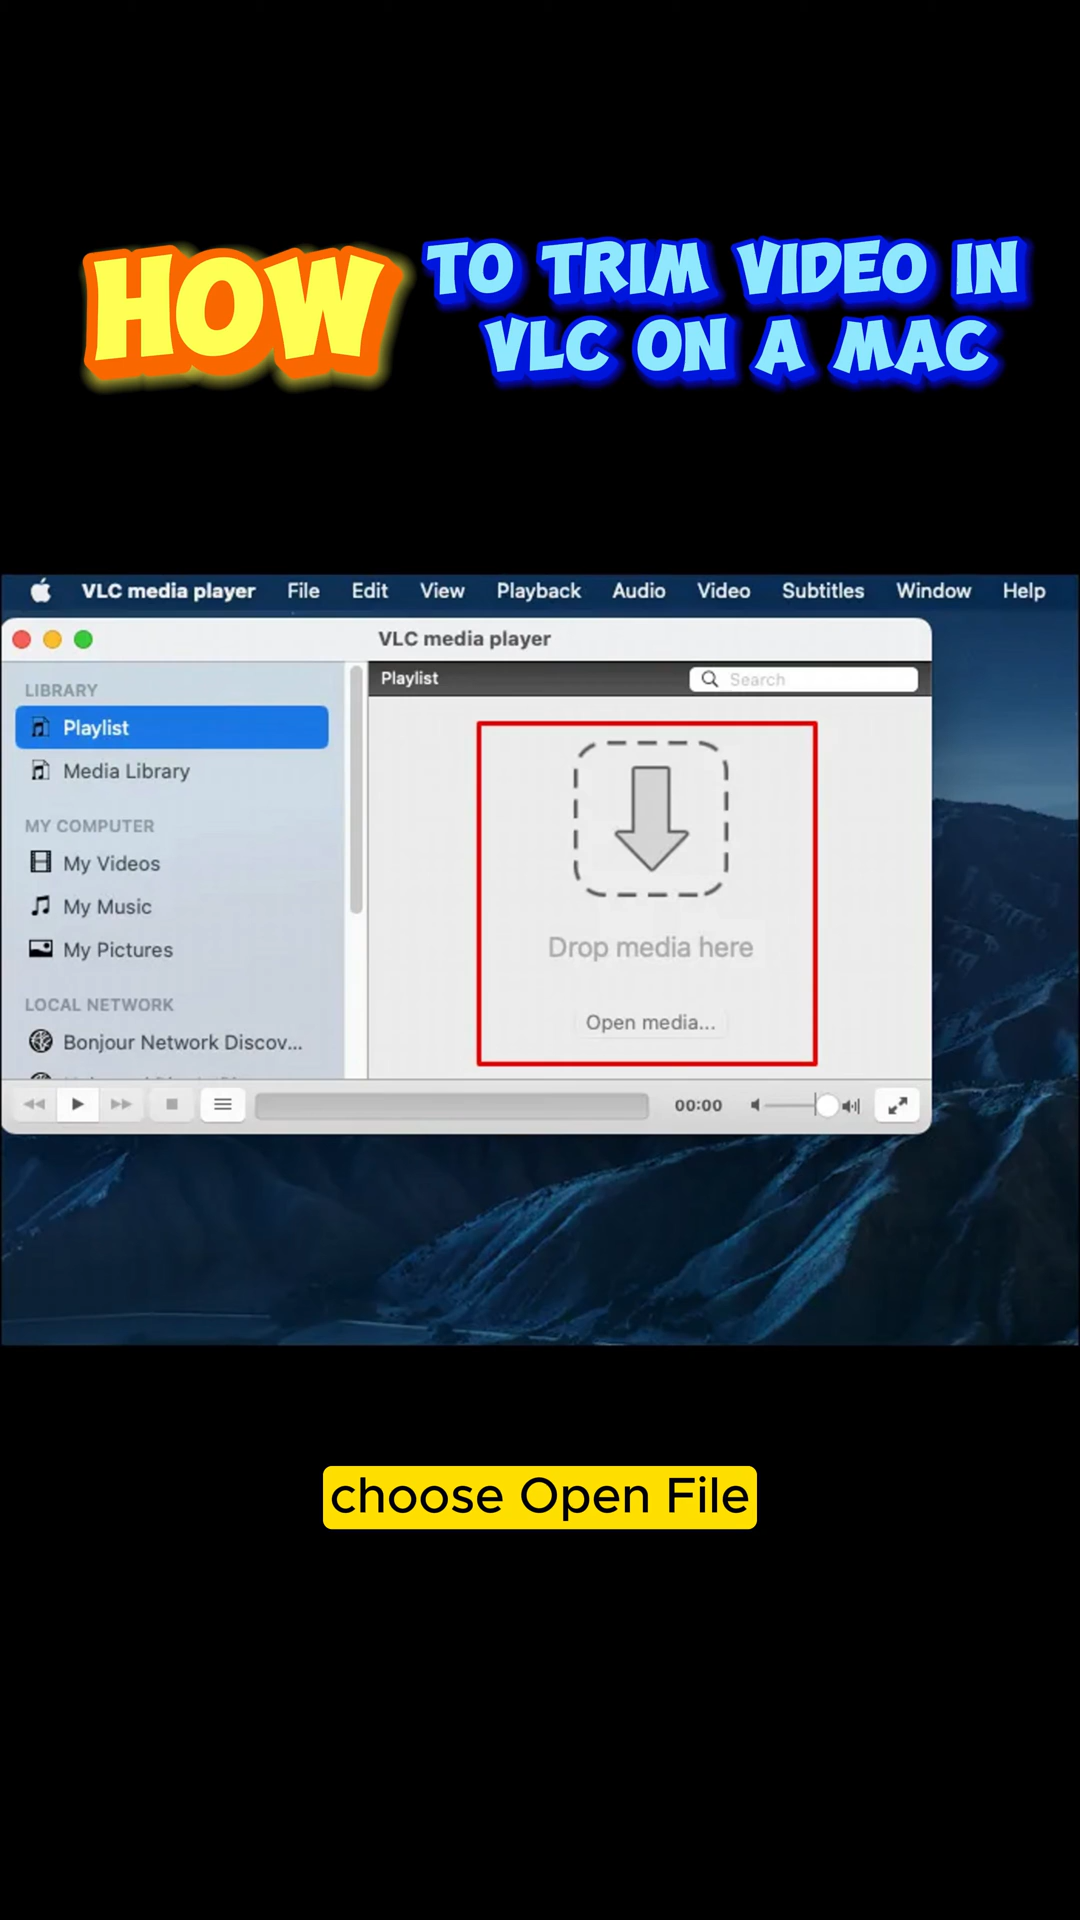 HOW
TO TRIM VIDEO IN
VLC ON A MAC
VLC media player File Edit View Playback Audio Video Subtitles Window Help
VLC media player
LIBRARY
Playlist
Media Library
MY COMPUTER
My Videos
My Music
My Pictures
LOCAL NETWORK
Bonjour Network Discov...
Playlist
Search
Drop media here
Open media...
00:00
choose Open File